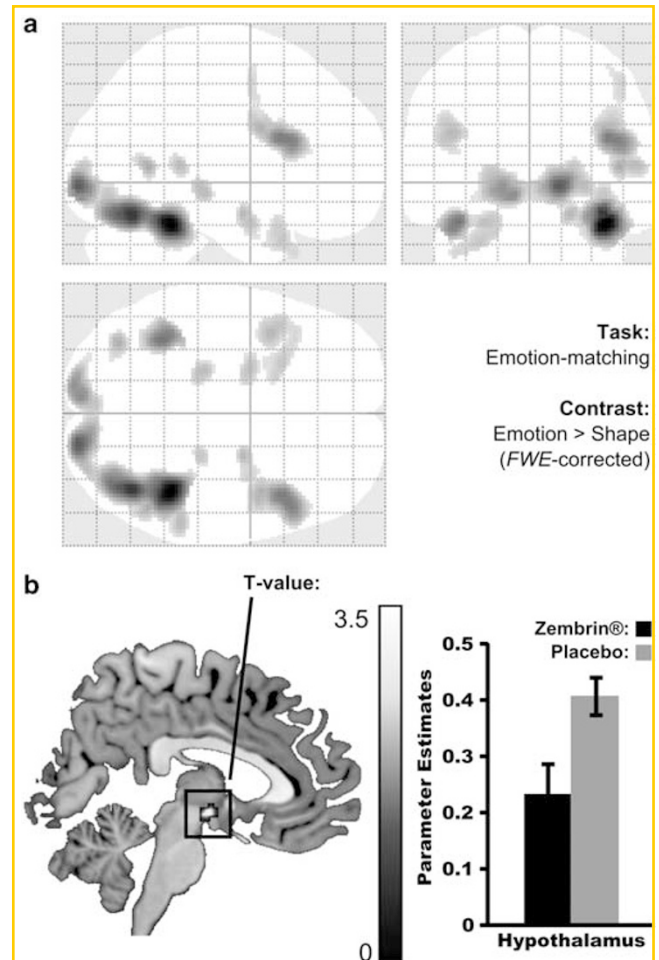 a
Task:
Emotion-matching
Contrast:
Emotion > Shape
(FWE-corrected)
b
T-value:
3.5
0
Zembrin®:
Placebo:
0.5
0.4
0.3
0.2
0.1
0
Parameter Estimates
Hypothalamus